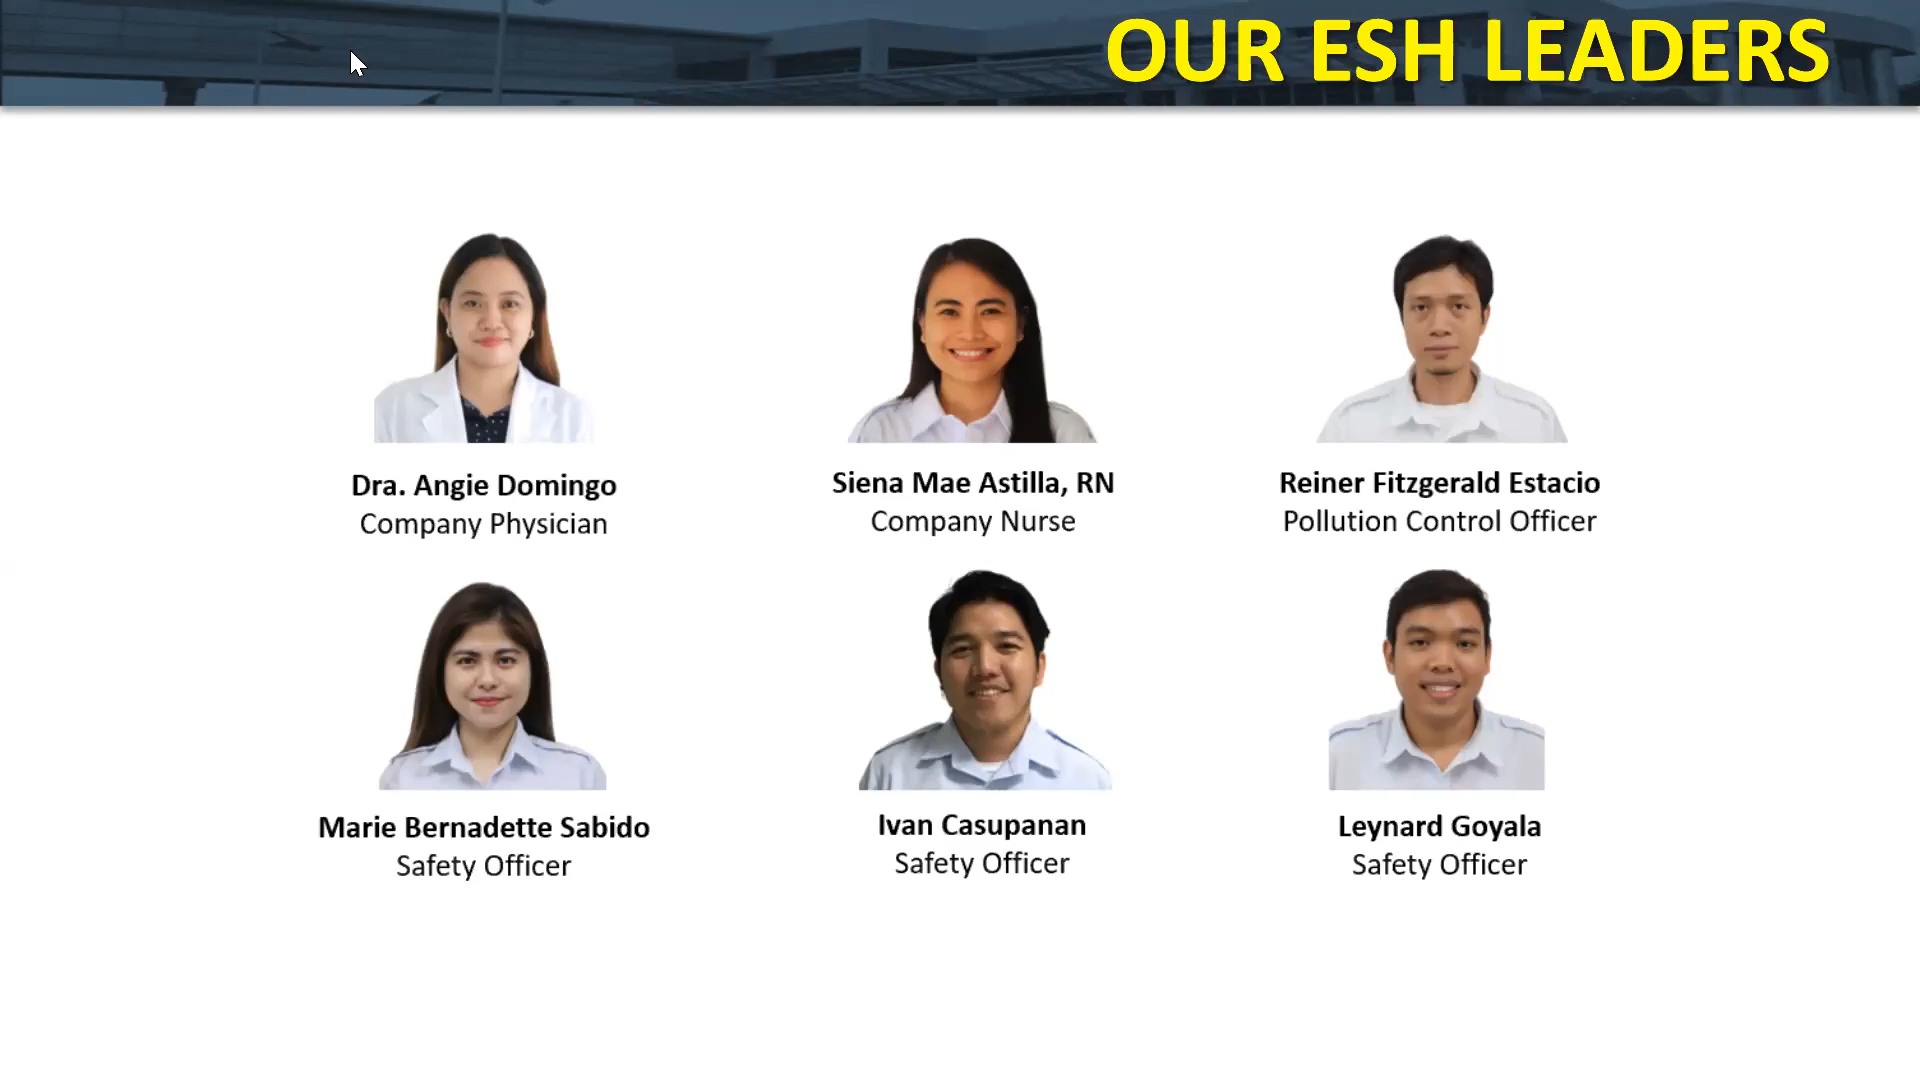 OUR ESH LEADERS
Dra. Angie Domingo
Company Physician
Siena Mae Astilla, RN
Company Nurse
Reiner Fitzgerald Estacio
Pollution Control Officer
Marie Bernadette Sabido
Safety Officer
Ivan Casupanan
Safety Officer
Leynard Goyala
Safety Officer